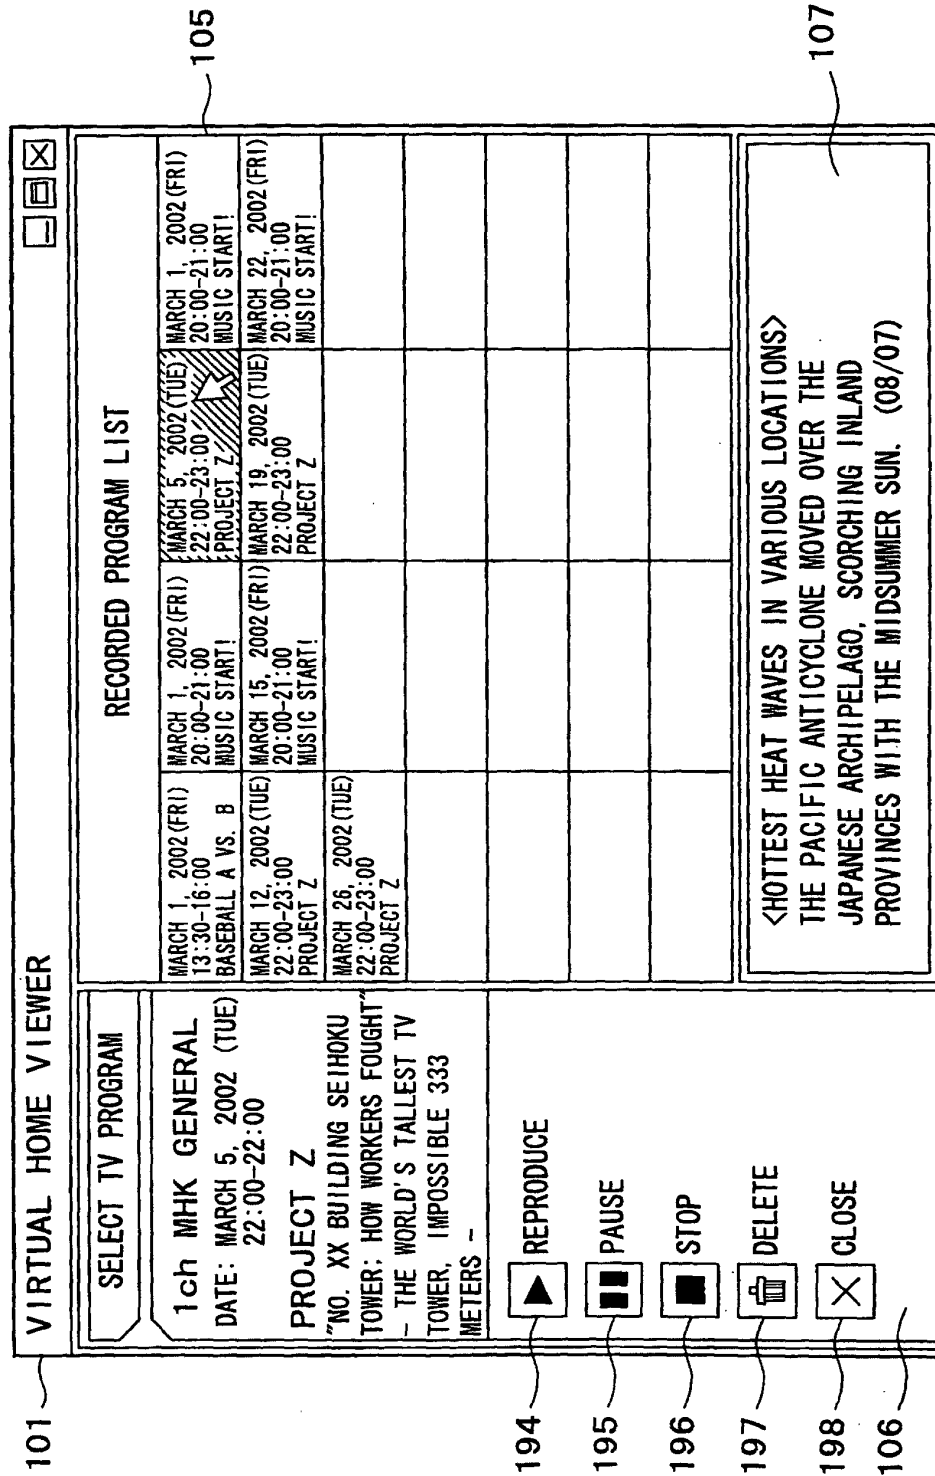 VIRTUAL HOME VIEWER
101
SELECT TV PROGRAM
1ch MHK GENERAL
DATE: MARCH 5, 2002 (TUE)
22:00-22:00
PROJECT Z
"NO. XX BUILDING SEIHOKU
TOWER; HOW WORKERS FOUGHT"
- THE WORLD'S TALLEST TV
TOWER, IMPOSSIBLE 333
METERS -
194
REPRODUCE
195
PAUSE
196
STOP
197
DELETE
198
CLOSE
106
RECORDED PROGRAM LIST
105
MARCH 1, 2002(FRI)
13:30-16:00
BASEBALL A VS. B
MARCH 1, 2002(FRI)
20:00-21:00
MUSIC START!
MARCH 5, 2002(TUE)
22:00-23:00
PROJECT Z
MARCH 1, 2002(FRI)
20:00-21:00
MUSIC START!
MARCH 12, 2002(TUE)
22:00-23:00
PROJECT Z
MARCH 15, 2002(FRI)
20:00-21:00
MUSIC START!
MARCH 19, 2002(TUE)
22:00-23:00
PROJECT Z
MARCH 22, 2002(FRI)
20:00-21:00
MUSIC START!
MARCH 26, 2002(TUE)
22:00-23:00
PROJECT Z
<HOTTEST HEAT WAVES IN VARIOUS LOCATIONS>
THE PACIFIC ANTICYCLONE MOVED OVER THE
JAPANESE ARCHIPELAGO, SCORCHING INLAND
PROVINCES WITH THE MIDSUMMER SUN. (08/07)
107